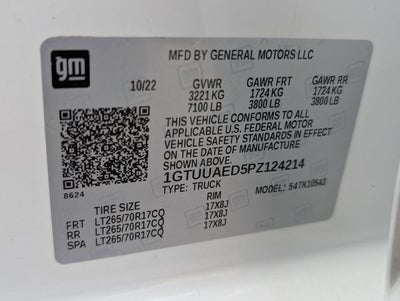 gm
MFD BY GENERAL MOTORS LLC
10/22 GVWR GAWR FRT GAWR RR
3221 KG 1724 KG 1724 KG
7100 LB 3800 LB 3800 LB
THIS VEHICLE CONFORMS TO ALL
APPLICABLE U.S. FEDERAL MOTOR
VEHICLE SAFETY STANDARDS IN EFFECT
ON THE DATE OF MANUFACTURE
SHOWN ABOVE.
1GTUUAED5PZ124214
8624 TYPE: TRUCK MODEL: 54TK10543
TIRE SIZE RIM
FRT LT265/70R17CQ 17X8J
RR LT265/70R17CQ 17X8J
SPA LT265/70R17CQ 17X8J